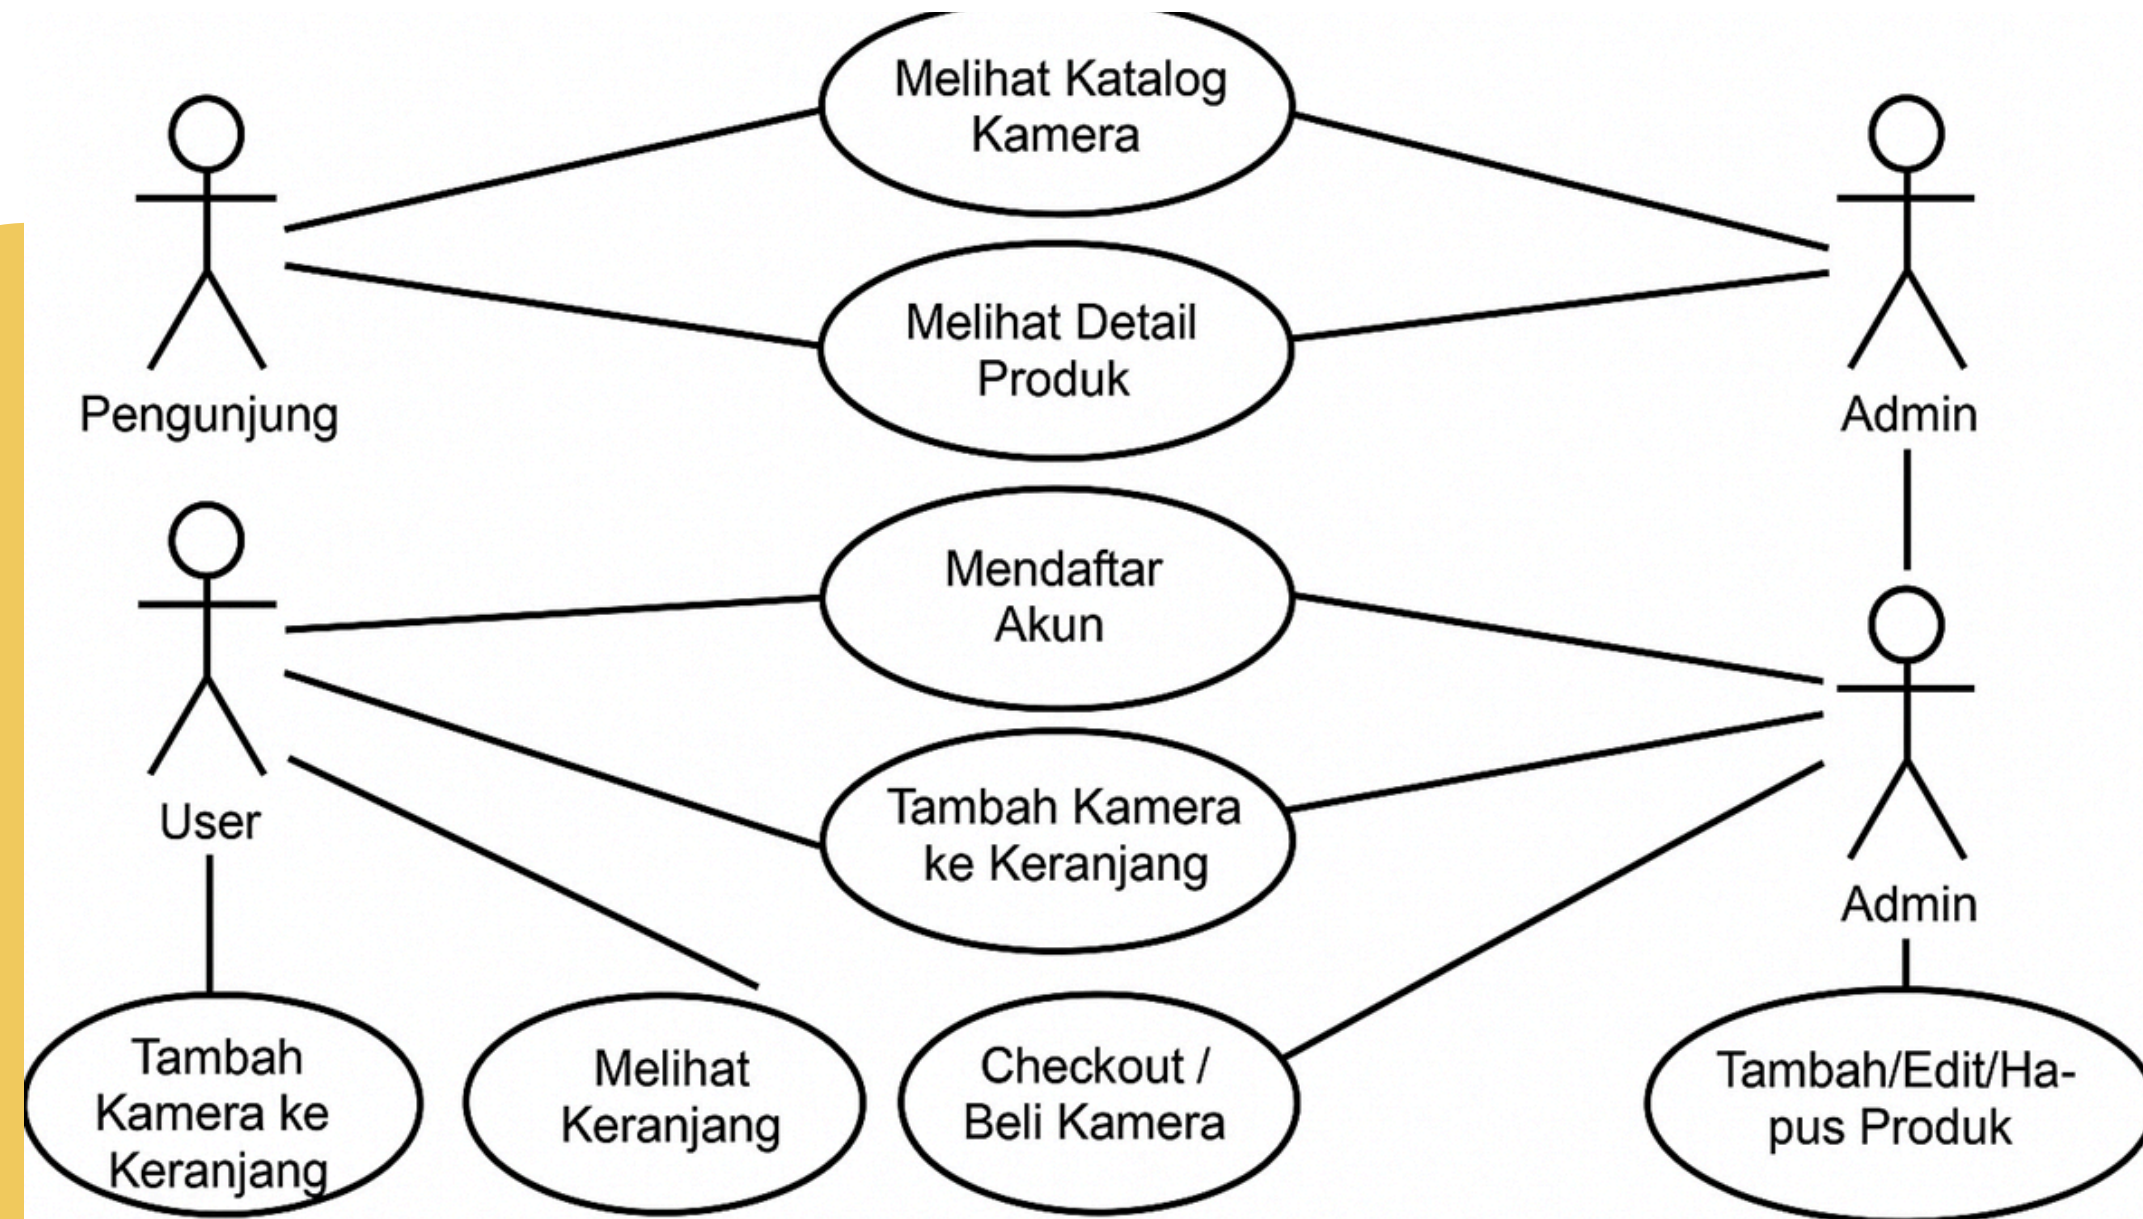 Melihat Katalog
Kamera
Pengunjung
Admin
Melihat Detail
Produk
Mendaftar
Akun
User
Tambah Kamera
ke Keranjang
Admin
Tambah
Kamera ke
Keranjang
Melihat
Keranjang
Checkout /
Beli Kamera
Tambah/Edit/Ha-
pus Produk